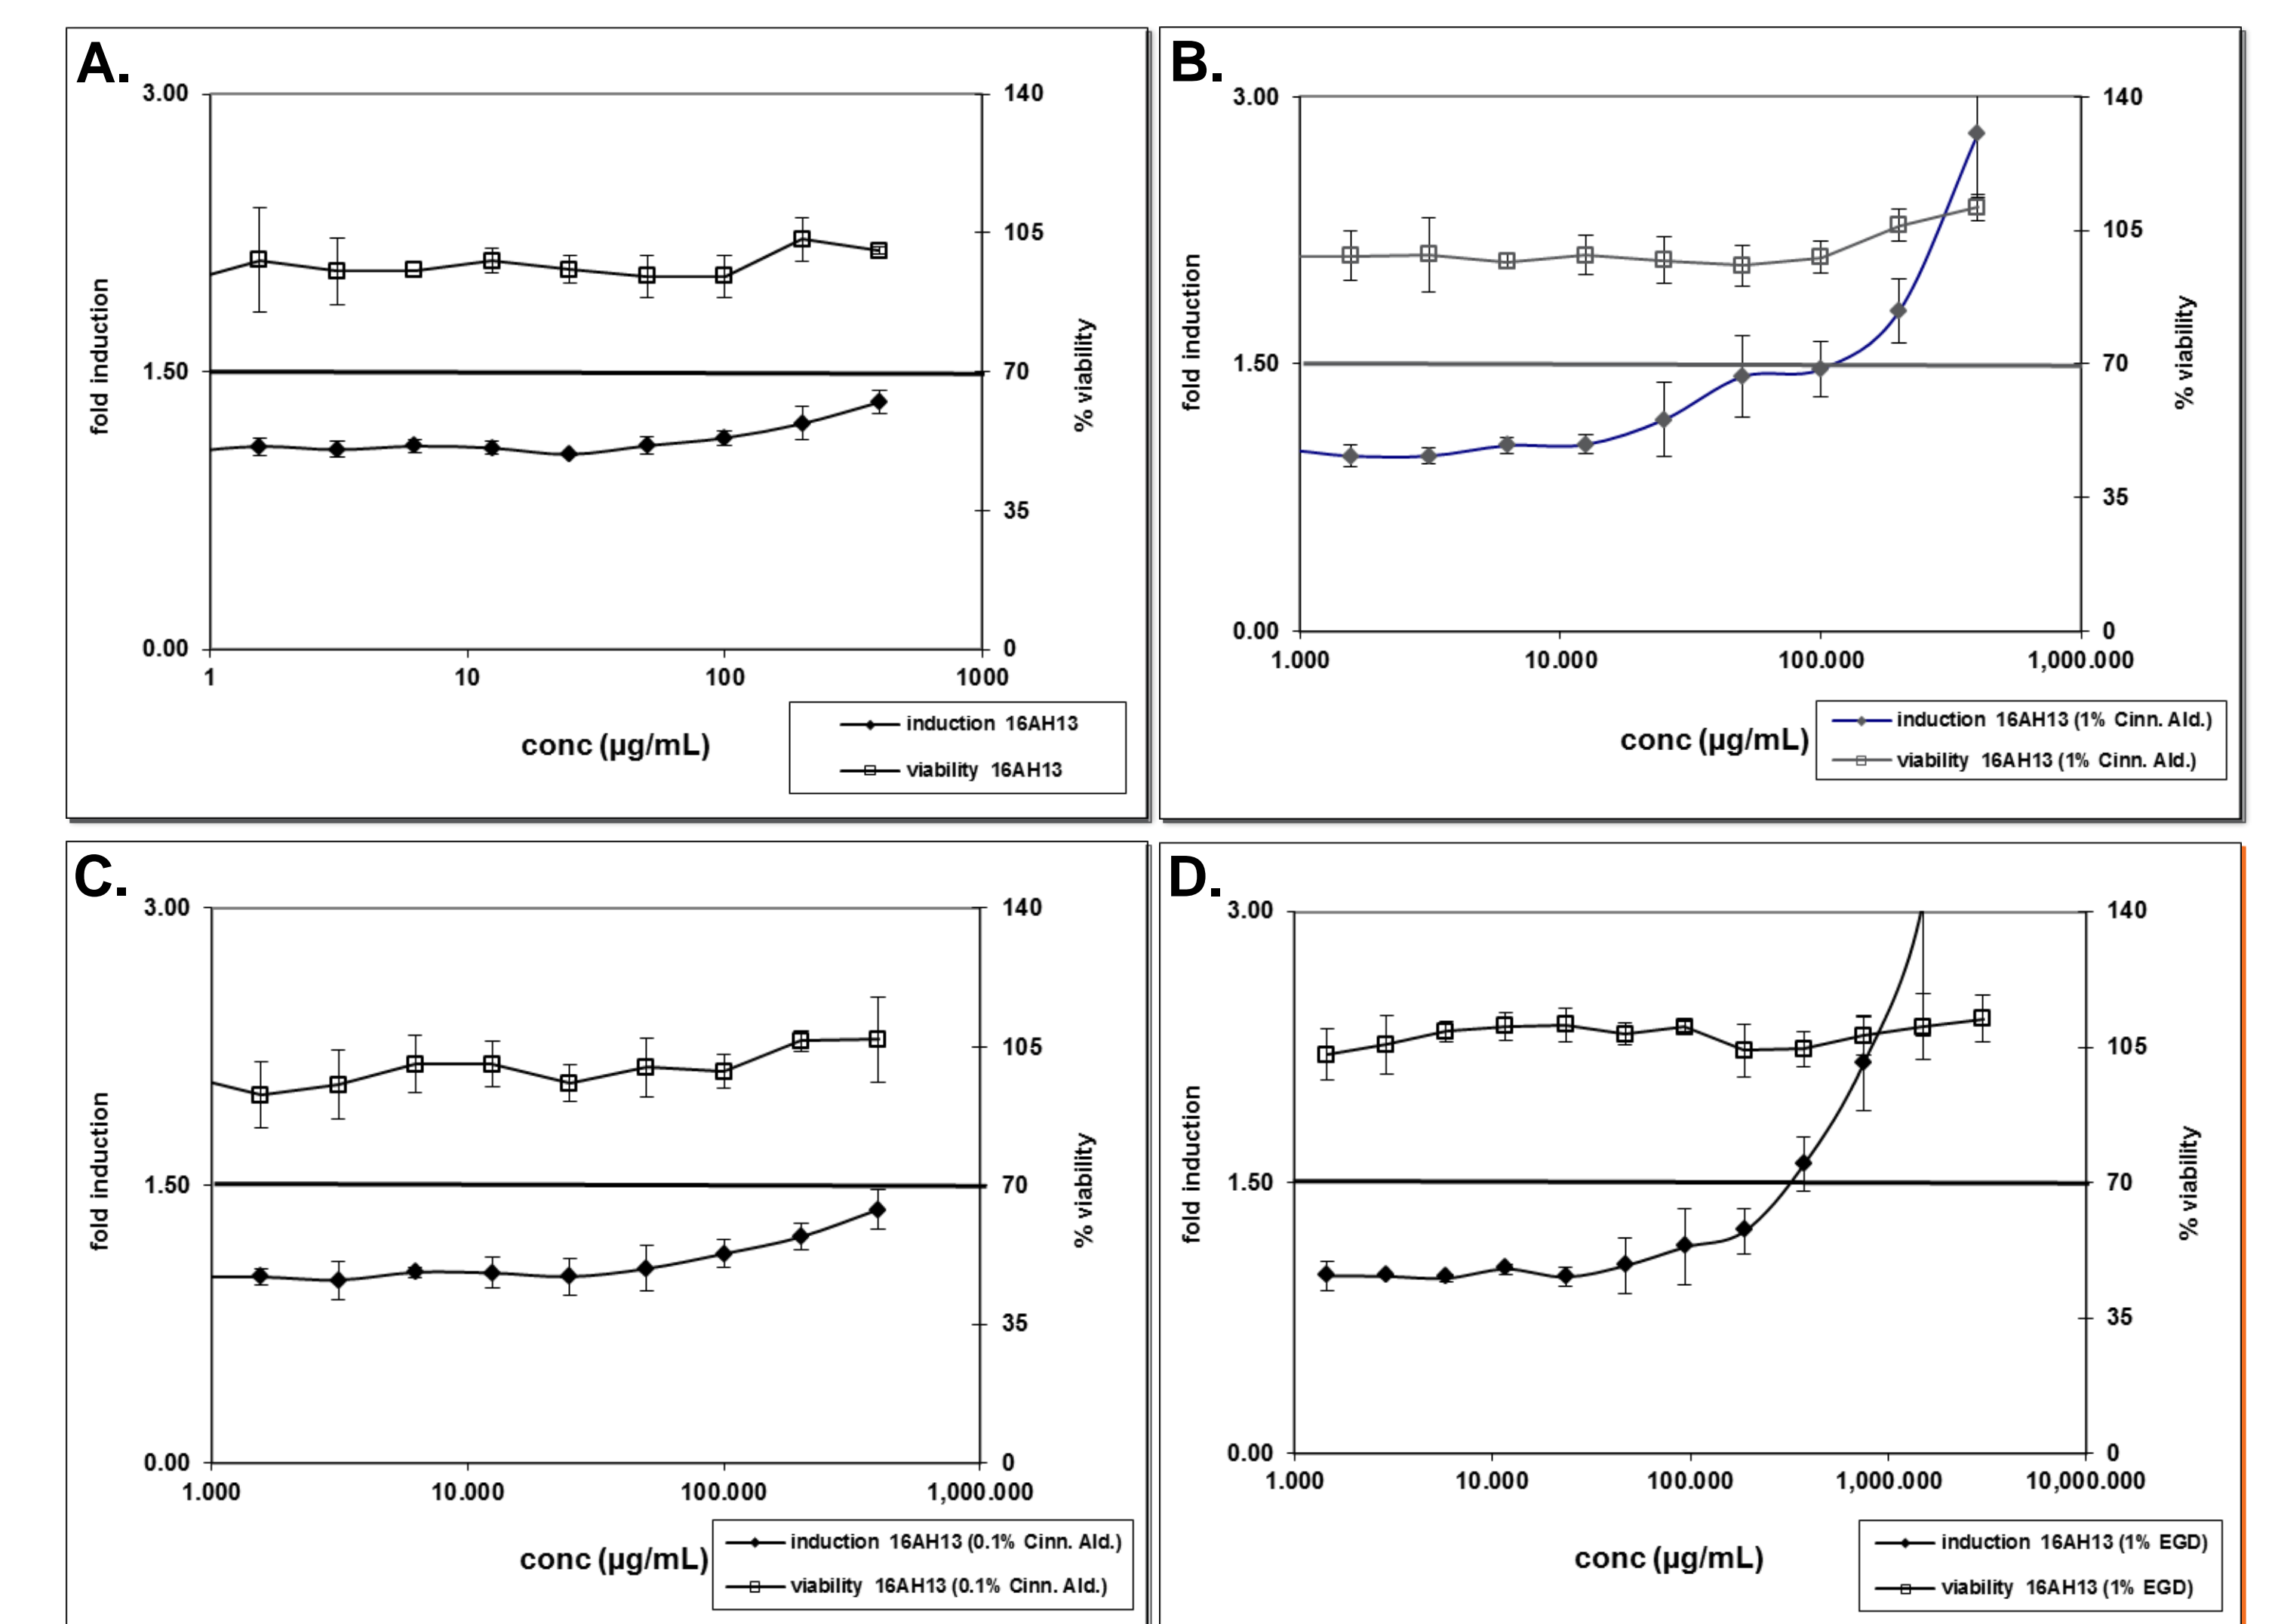 A.
3.00
140
105
1.50
70
35
0.00
0
1
10
100
1000
fold induction
% viability
conc (µg/mL)
induction 16AH13
viability 16AH13
B.
3.00
140
105
1.50
70
35
0.00
0
1.000
10.000
100.000
1,000.000
fold induction
% viability
conc (µg/mL)
induction 16AH13 (1% Cinn. Ald.)
viability 16AH13 (1% Cinn. Ald.)
C.
3.00
140
105
1.50
70
35
0.00
0
1.000
10.000
100.000
1,000.000
fold induction
% viability
conc (µg/mL)
induction 16AH13 (0.1% Cinn. Ald.)
viability 16AH13 (0.1% Cinn. Ald.)
D.
3.00
140
105
1.50
70
35
0.00
0
1.000
10.000
100.000
1,000.000
10,000.000
fold induction
% viability
conc (µg/mL)
induction 16AH13 (1% EGD)
viability 16AH13 (1% EGD)